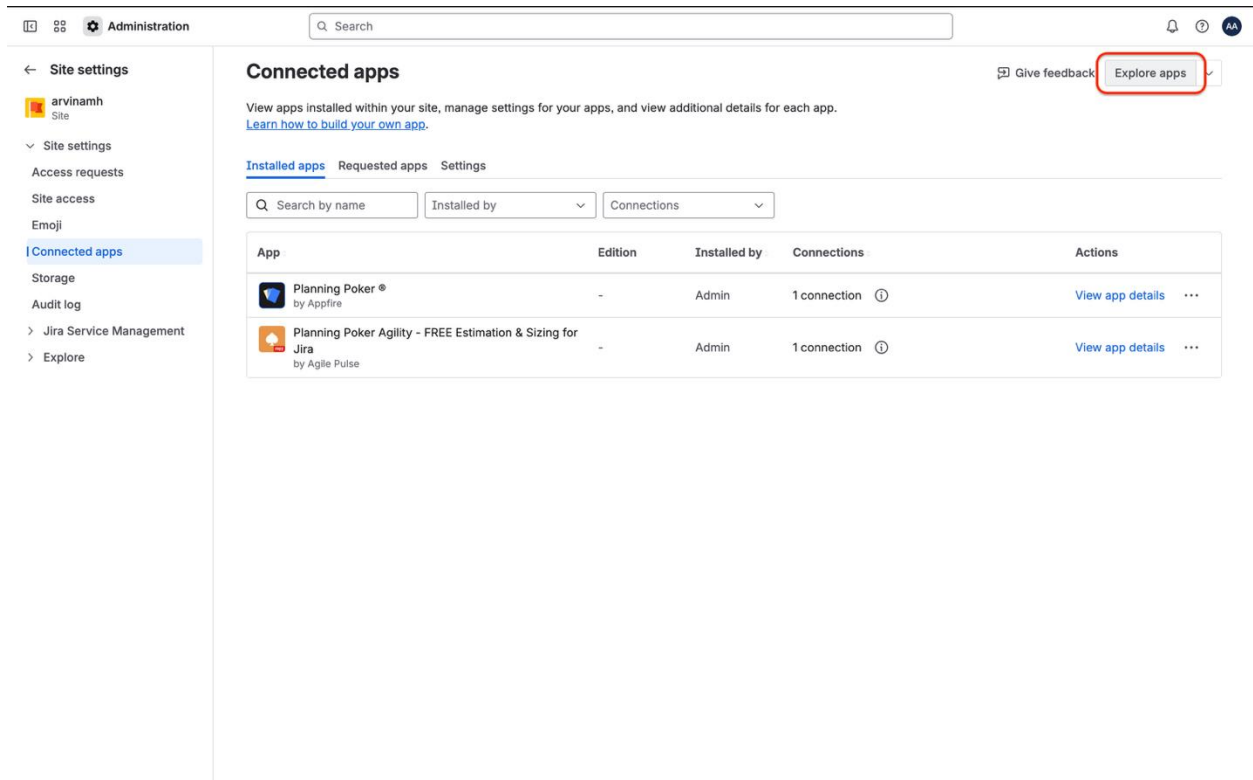 Administration
Search
AA
Site settings
arvinamh
Site
Site settings
Access requests
Site access
Emoji
Connected apps
Storage
Audit log
Jira Service Management
Explore
Connected apps
Give feedback
Explore apps
View apps installed within your site, manage settings for your apps, and view additional details for each app.
Learn how to build your own app.
Installed apps Requested apps Settings
Search by name Installed by Connections
App Edition Installed by Connections Actions
Planning Poker ®
by Appfire
- Admin 1 connection View app details
Planning Poker Agility - FREE Estimation & Sizing for
Jira
by Agile Pulse
- Admin 1 connection View app details